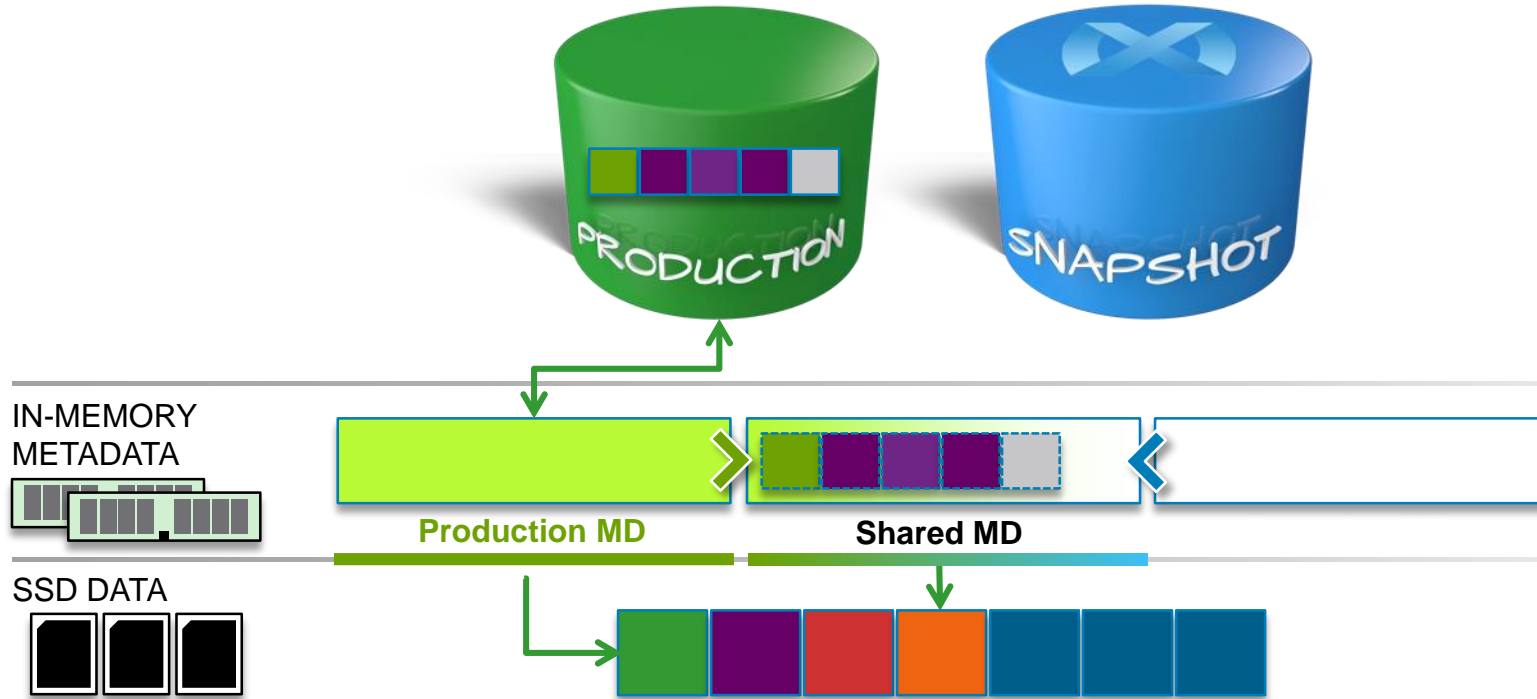 PRODUCTION
SNAPSHOT
IN-MEMORY
METADATA
Production MD
Shared MD
SSD DATA